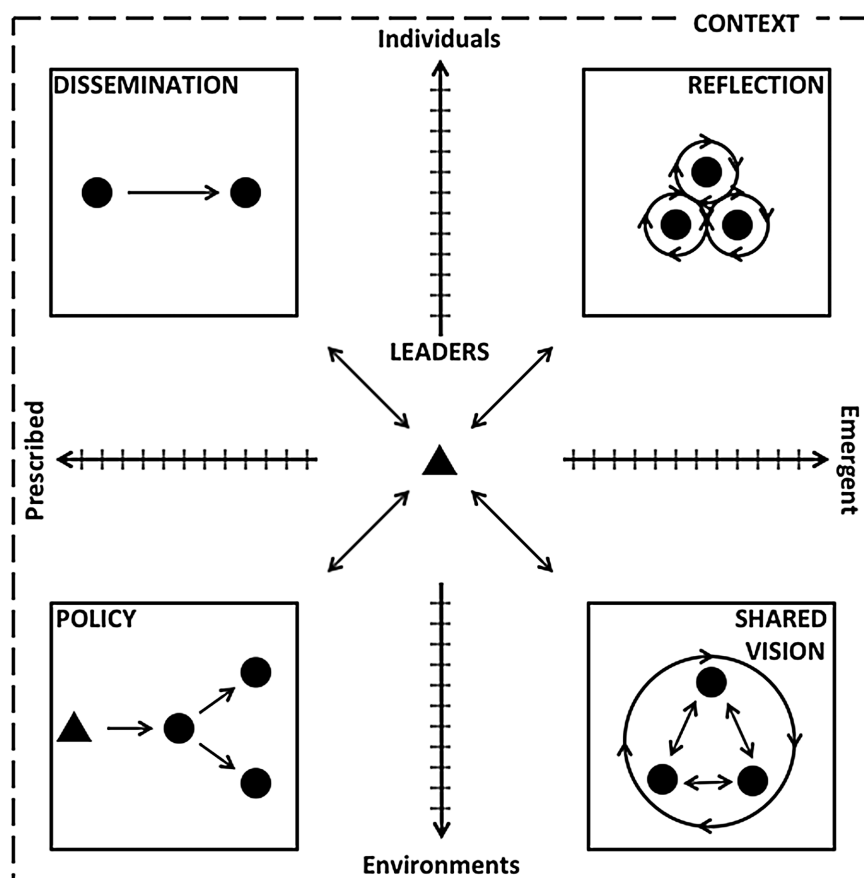 CONTEXT
Individuals
DISSEMINATION
REFLECTION
LEADERS
Prescribed
Emergent
POLICY
SHARED
VISION
Environments